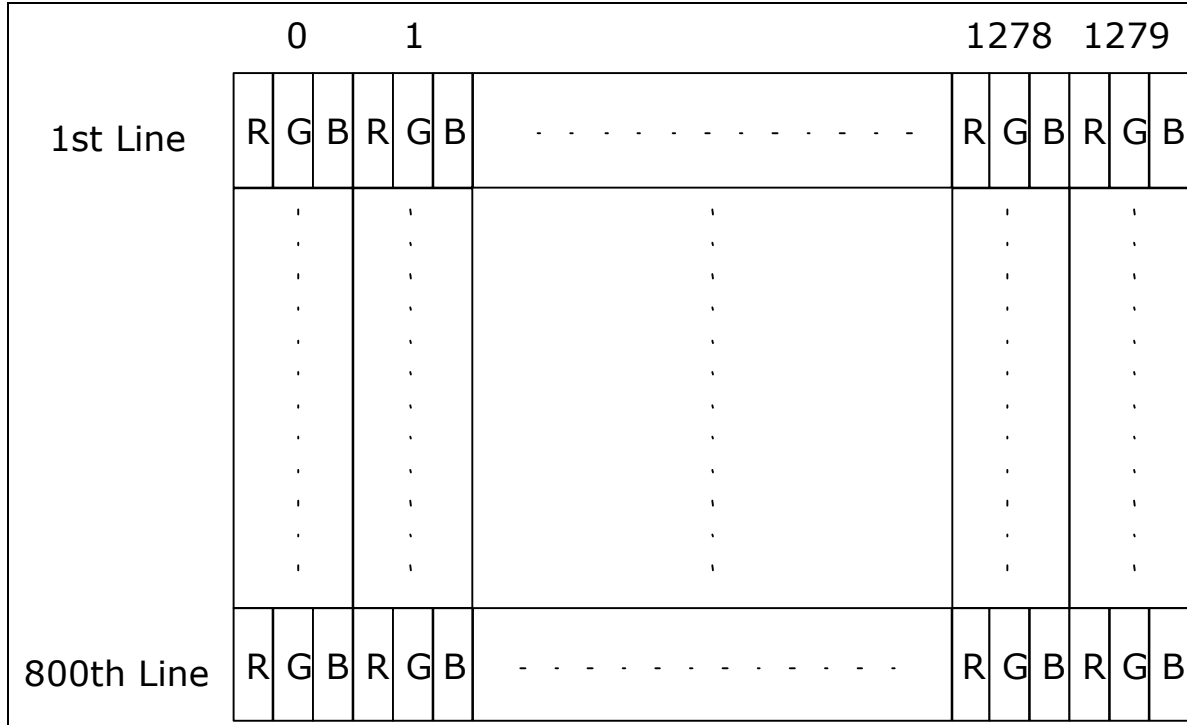 0 1 1278 1279
1st Line R G B R G B - - - - - - - - - - - - R G B R G B
800th Line R G B R G B - - - - - - - - - - - - R G B R G B